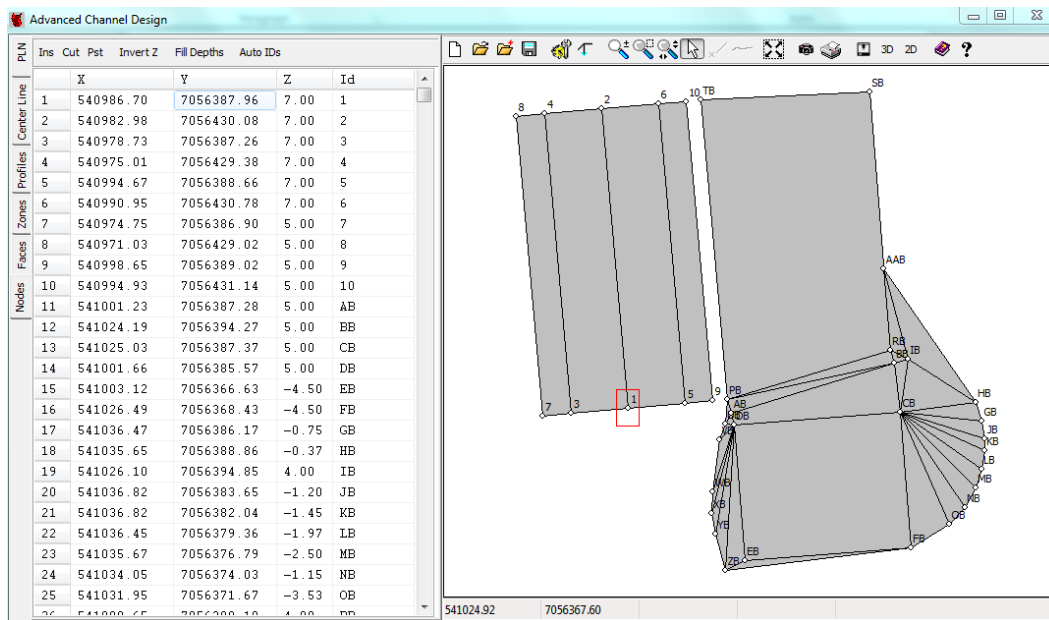 Advanced Channel Design
Ins Cut Pst Invert Z Fill Depths Auto IDs
3D 2D
PLN
Center Line
Profiles
Zones
Faces
Nodes
X Y Z Id
1 540986.70 7056387.96 7.00 1
2 540982.98 7056430.08 7.00 2
3 540978.73 7056387.26 7.00 3
4 540975.01 7056429.38 7.00 4
5 540994.67 7056388.66 7.00 5
6 540990.95 7056430.78 7.00 6
7 540974.75 7056386.90 5.00 7
8 540971.03 7056429.02 5.00 8
9 540998.65 7056389.02 5.00 9
10 540994.93 7056431.14 5.00 10
11 541001.23 7056387.28 5.00 AB
12 541024.19 7056394.27 5.00 BB
13 541025.03 7056387.37 5.00 CB
14 541001.66 7056385.57 5.00 DB
15 541003.12 7056366.63 -4.50 EB
16 541026.49 7056368.43 -4.50 FB
17 541036.47 7056386.17 -0.75 GB
18 541035.65 7056388.86 -0.37 HB
19 541026.10 7056394.85 4.00 IB
20 541036.82 7056383.65 -1.20 JB
21 541036.82 7056382.04 -1.45 KB
22 541036.45 7056379.36 -1.97 LB
23 541035.67 7056376.79 -2.50 MB
24 541034.05 7056374.03 -1.15 NB
25 541031.95 7056371.67 -3.53 OB
8 4 2 6 10 TB SB
AAB
RB
BB IB
PB
AB
DB
CB
HB
GB
JB
KB
LB
MB
NB
OB
FB
EB
ZB
YB
XB
7 3 1 5 9
541024.92 7056367.60